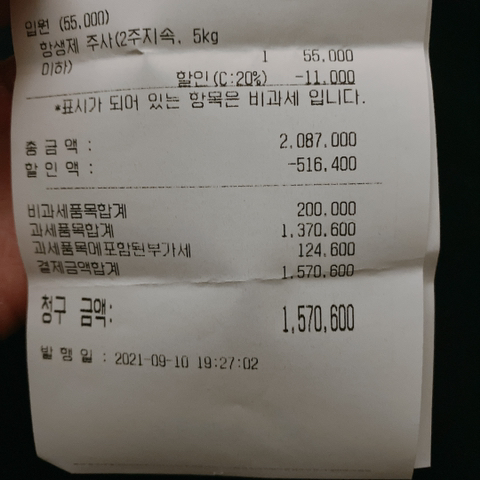 입원 (55,000)
항생제 주사(2주지속, 5kg
이하) 1 55,000
할인(C:20%) -11,000
*표시가 되어 있는 항목은 비과세 입니다.
총 금 액 : 2,087,000
할 인 액 : -516,400
비과세품목합계 200,000
과세품목합계 1,370,600
과세품목에포함된부가세 124,600
결제금액합계 1,570,600
청구 금액: 1,570,600
발 행 일 : 2021-09-10 19:27:02